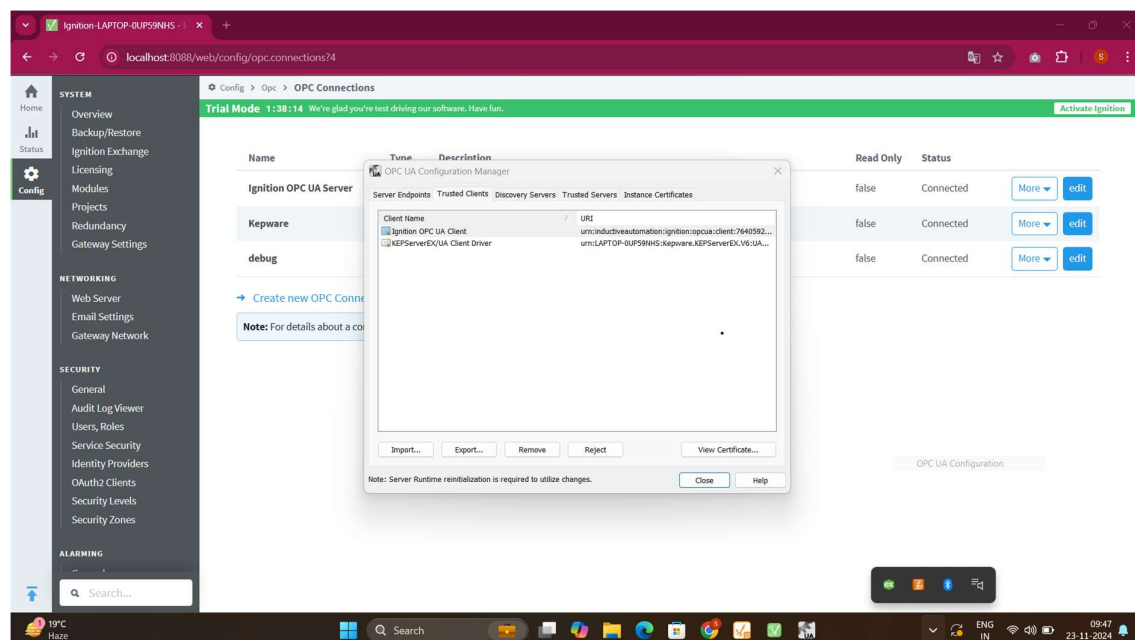 Ignition-LAPTOP-0UP59NHS - I
localhost:8088/web/config/opc.connections?4
S
Home
Status
Config
SYSTEM
Overview
Backup/Restore
Ignition Exchange
Licensing
Modules
Projects
Redundancy
Gateway Settings
NETWORKING
Web Server
Email Settings
Gateway Network
SECURITY
General
Audit Log Viewer
Users, Roles
Service Security
Identity Providers
OAuth2 Clients
Security Levels
Security Zones
ALARMING
Search...
Config > Opc > OPC Connections
Trial Mode 1:38:14 We're glad you're test driving our software. Have fun. Activate Ignition
Name Type Description Read Only Status
Ignition OPC UA Server false Connected More edit
Kepware false Connected More edit
debug false Connected More edit
→ Create new OPC Conne
Note: For details about a co
OPC UA Configuration Manager
Server Endpoints Trusted Clients Discovery Servers Trusted Servers Instance Certificates
Client Name / URI
Ignition OPC UA Client urn:inductiveautomation:ignition:opcua:client:7640592...
KEPServerEX/UA Client Driver urn:LAPTOP-0UP59NHS:Kepware.KEPServerEX.V6:UA...
Import... Export... Remove Reject View Certificate...
Note: Server Runtime reinitialization is required to utilize changes. Close Help
OPC UA Configuration
1
19°C
Haze
Search
UA
ENG
IN
09:47
23-11-2024